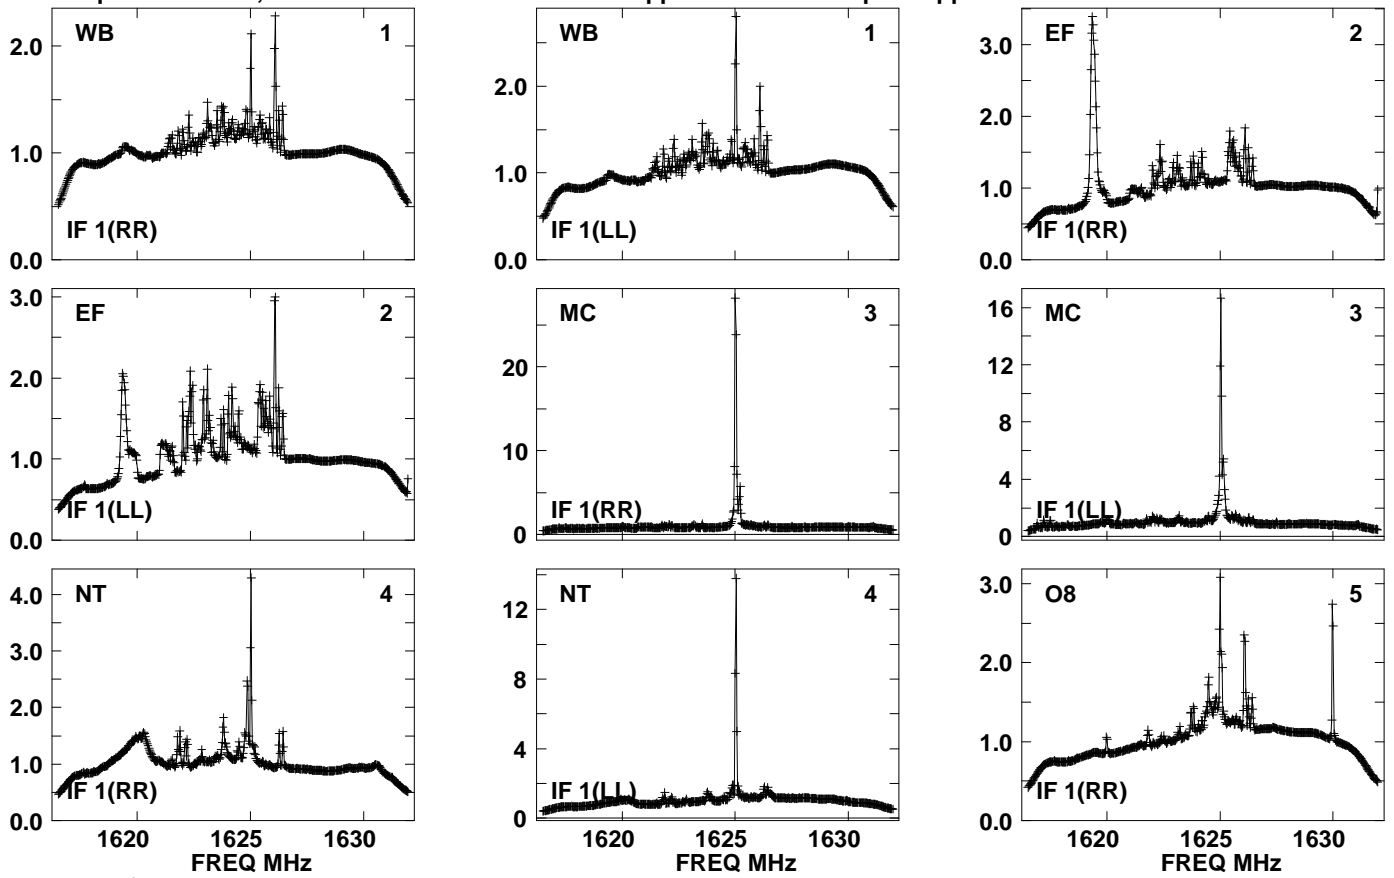 WB 1 WB 1 EF 2
2.0 2.0 3.0
2.0
1.0 1.0 1.0
IF 1(RR) IF 1(LL) IF 1(RR)
0.0 0.0 0.0
EF 2 MC 3 MC 3
3.0 16
2.0 20 12
1.0 10 8
4
IF 1(LL) IF 1(RR) IF 1(LL)
0.0 0 0
NT 4 NT 4 O8 5
4.0 12 3.0
3.0 8 2.0
2.0
1.0 4 1.0
IF 1(RR) IF 1(LL) IF 1(RR)
0.0 0 0.0
1620 1625 1630 1620 1625 1630 1620 1625 1630
FREQ MHz FREQ MHz FREQ MHz